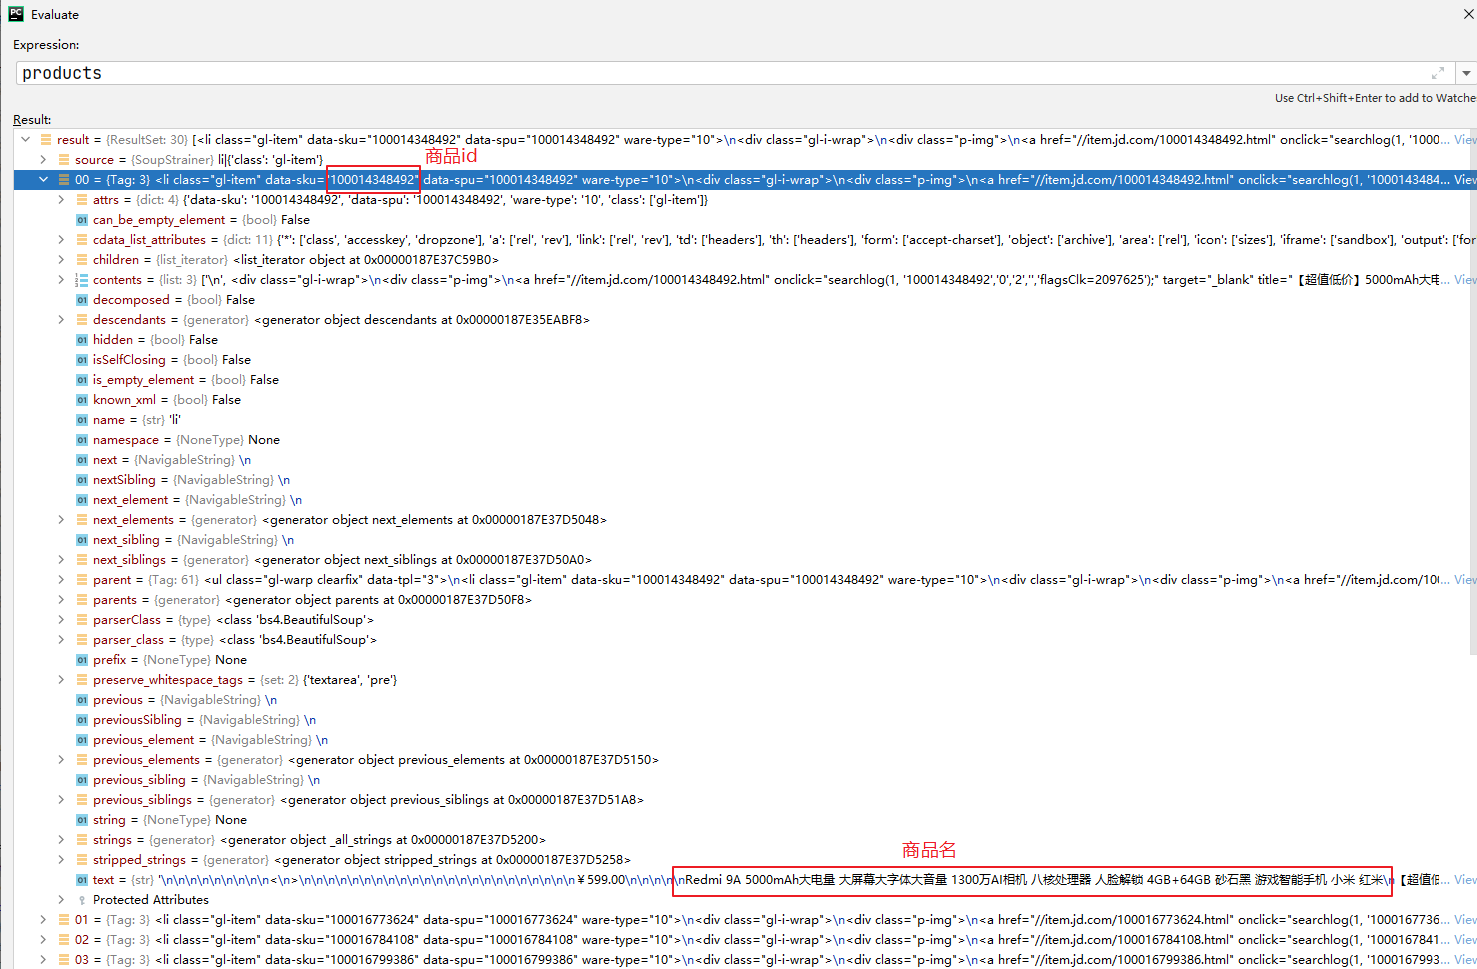 Evaluate
Expression:
products
Use Ctrl+Shift+Enter to add to Watche
Result:
result = {ResultSet: 30} [<li class="gl-item" data-sku="100014348492" data-spu="100014348492" ware-type="10">\n<div class="gl-i-wrap">\n<div class="p-img">\n<a href="//item.jd.com/100014348492.html" onclick="searchlog(1, '1000... View
source = {SoupStrainer} li|{'class': 'gl-item'}
商品id
00 = {Tag: 3} <li class="gl-item" data-sku="100014348492" data-spu="100014348492" ware-type="10">\n<div class="gl-i-wrap">\n<div class="p-img">\n<a href="//item.jd.com/100014348492.html" onclick="searchlog(1, '1000143484... View
attrs = {dict: 4} {'data-sku': '100014348492', 'data-spu': '100014348492', 'ware-type': '10', 'class': ['gl-item']}
can_be_empty_element = {bool} False
cdata_list_attributes = {dict: 11} {'*': ['class', 'accesskey', 'dropzone'], 'a': ['rel', 'rev'], 'link': ['rel', 'rev'], 'td': ['headers'], 'th': ['headers'], 'form': ['accept-charset'], 'object': ['archive'], 'area': ['rel'], 'icon': ['sizes'], 'iframe': ['sandbox'], 'output': ['for
children = {list_iterator} <list_iterator object at 0x00000187E37C59B0>
contents = {list: 3} ['\n', <div class="gl-i-wrap">\n<div class="p-img">\n<a href="//item.jd.com/100014348492.html" onclick="searchlog(1, '100014348492','0','2','','flagsClk=2097625');" target="_blank" title="【超值低价】5000mAh大电... View
decomposed = {bool} False
descendants = {generator} <generator object descendants at 0x00000187E35EABF8>
hidden = {bool} False
isSelfClosing = {bool} False
is_empty_element = {bool} False
known_xml = {bool} False
name = {str} 'li'
namespace = {NoneType} None
next = {NavigableString} \n
nextSibling = {NavigableString} \n
next_element = {NavigableString} \n
next_elements = {generator} <generator object next_elements at 0x00000187E37D5048>
next_sibling = {NavigableString} \n
next_siblings = {generator} <generator object next_siblings at 0x00000187E37D50A0>
parent = {Tag: 61} <ul class="gl-warp clearfix" data-tpl="3">\n<li class="gl-item" data-sku="100014348492" data-spu="100014348492" ware-type="10">\n<div class="gl-i-wrap">\n<div class="p-img">\n<a href="//item.jd.com/10... View
parents = {generator} <generator object parents at 0x00000187E37D50F8>
parserClass = {type} <class 'bs4.BeautifulSoup'>
parser_class = {type} <class 'bs4.BeautifulSoup'>
prefix = {NoneType} None
preserve_whitespace_tags = {set: 2} {'textarea', 'pre'}
previous = {NavigableString} \n
previousSibling = {NavigableString} \n
previous_element = {NavigableString} \n
previous_elements = {generator} <generator object previous_elements at 0x00000187E37D5150>
previous_sibling = {NavigableString} \n
previous_siblings = {generator} <generator object previous_siblings at 0x00000187E37D51A8>
string = {NoneType} None
strings = {generator} <generator object _all_strings at 0x00000187E37D5200>
商品名
stripped_strings = {generator} <generator object stripped_strings at 0x00000187E37D5258>
text = {str} '\n\n\n\n\n\n\n\n\n<\n>\n\n\n\n\n\n\n\n\n\n\n\n\n\n\n\n\n\n\n\n\n\n\n¥599.00\n\n\n\n\nRedmi 9A 5000mAh大电量 大屏幕大字体大音量 1300万AI相机 八核处理器 人脸解锁 4GB+64GB 砂石黑 游戏智能手机 小米 红米\n【超值低... View
Protected Attributes
01 = {Tag: 3} <li class="gl-item" data-sku="100016773624" data-spu="100016773624" ware-type="10">\n<div class="gl-i-wrap">\n<div class="p-img">\n<a href="//item.jd.com/100016773624.html" onclick="searchlog(1, '1000167736... View
02 = {Tag: 3} <li class="gl-item" data-sku="100016784108" data-spu="100016784108" ware-type="10">\n<div class="gl-i-wrap">\n<div class="p-img">\n<a href="//item.jd.com/100016784108.html" onclick="searchlog(1, '1000167841... View
03 = {Tag: 3} <li class="gl-item" data-sku="100016799386" data-spu="100016799386" ware-type="10">\n<div class="gl-i-wrap">\n<div class="p-img">\n<a href="//item.jd.com/100016799386.html" onclick="searchlog(1, '1000167993... View